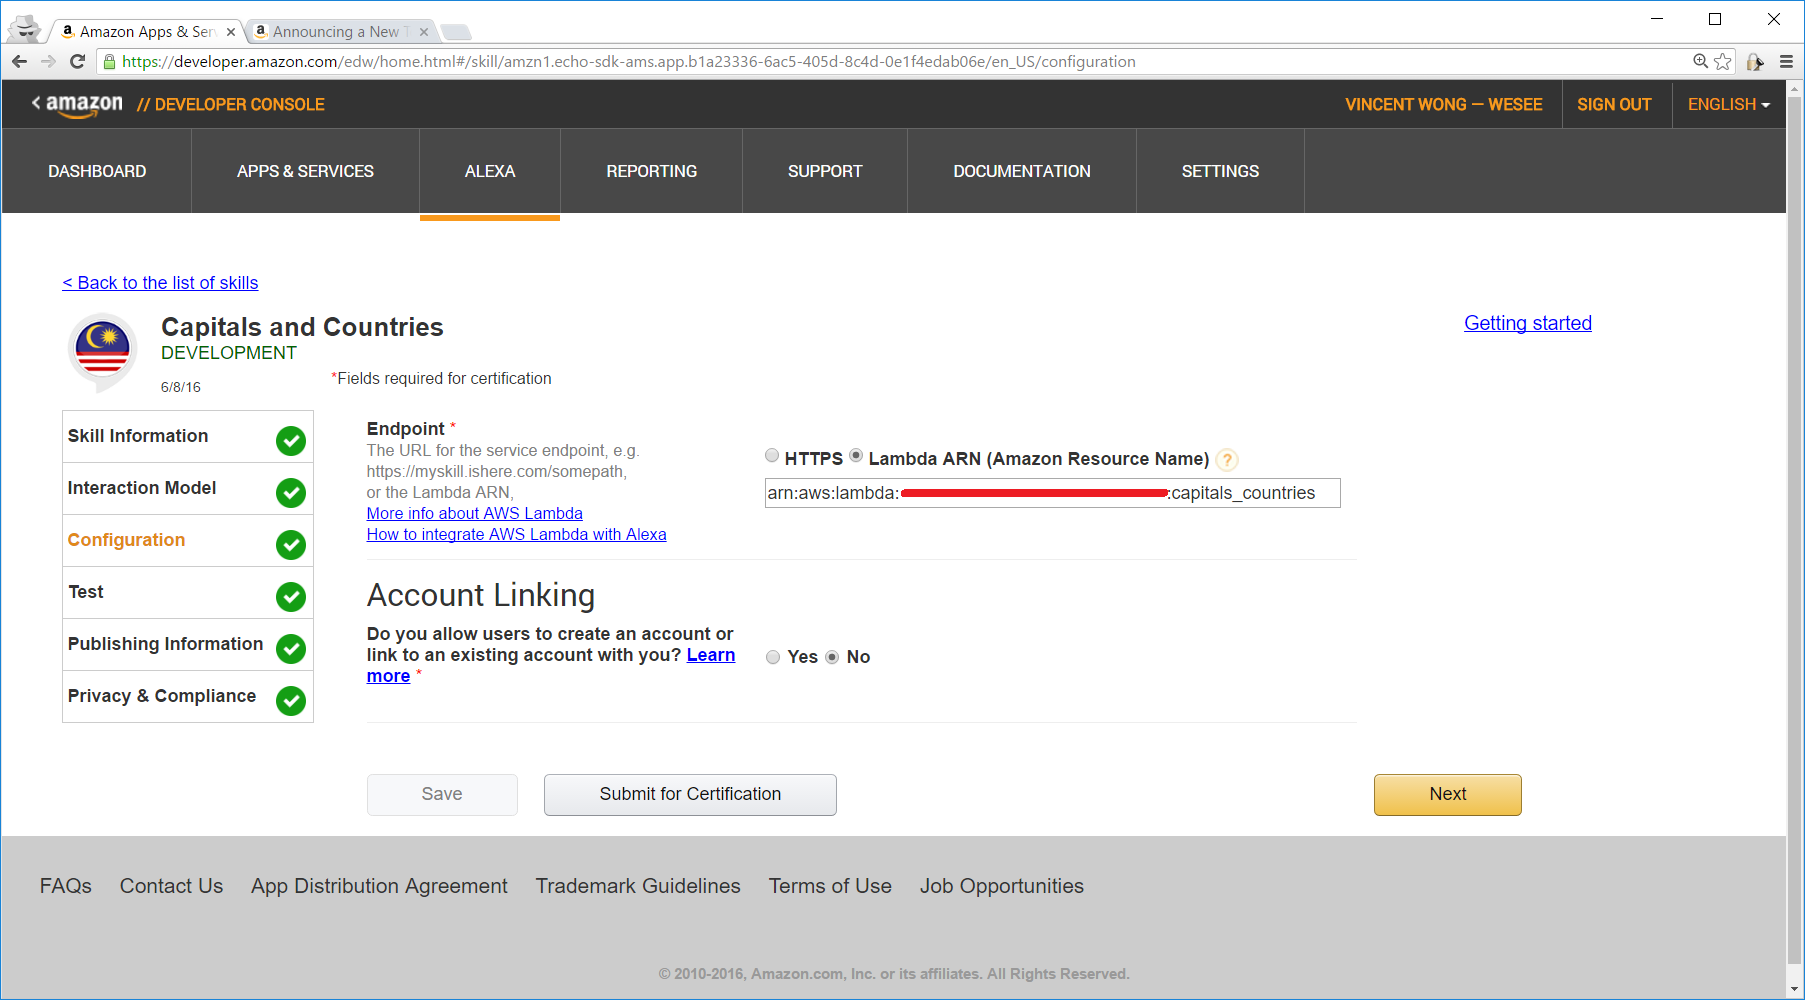 Amazon Apps & Ser
Announcing a New T
https://developer.amazon.com/edw/home.html#/skill/amzn1.echo-sdk-ams.app.b1a23336-6ac5-405d-8c4d-0e1f4edab06e/en_US/configuration
< amazon // DEVELOPER CONSOLE
VINCENT WONG — WESEE
SIGN OUT
ENGLISH
DASHBOARD
APPS & SERVICES
ALEXA
REPORTING
SUPPORT
DOCUMENTATION
SETTINGS
< Back to the list of skills
Capitals and Countries
DEVELOPMENT
6/8/16
Getting started
*Fields required for certification
Skill Information
Interaction Model
Configuration
Test
Publishing Information
Privacy & Compliance
Endpoint *
The URL for the service endpoint, e.g.
https://myskill.ishere.com/somepath,
or the Lambda ARN,
More info about AWS Lambda
How to integrate AWS Lambda with Alexa
HTTPS Lambda ARN (Amazon Resource Name) ?
arn:aws:lambda: :capitals_countries
Account Linking
Do you allow users to create an account or
link to an existing account with you? Learn
more *
Yes No
Save
Submit for Certification
Next
FAQs Contact Us App Distribution Agreement Trademark Guidelines Terms of Use Job Opportunities
© 2010-2016, Amazon.com, Inc. or its affiliates. All Rights Reserved.